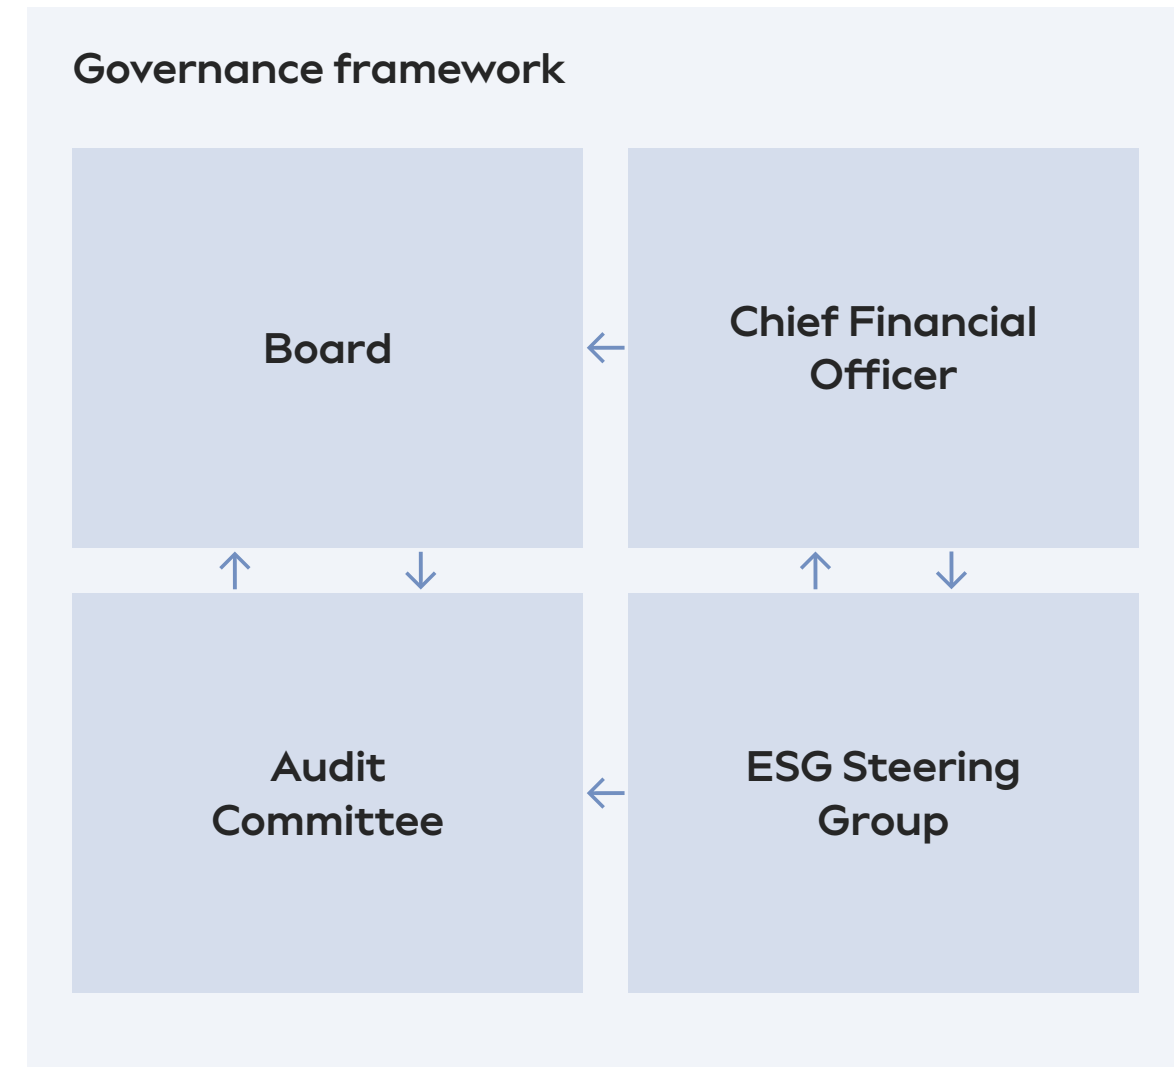 Governance framework
Board
Chief Financial
Officer
Audit
Committee
ESG Steering
Group